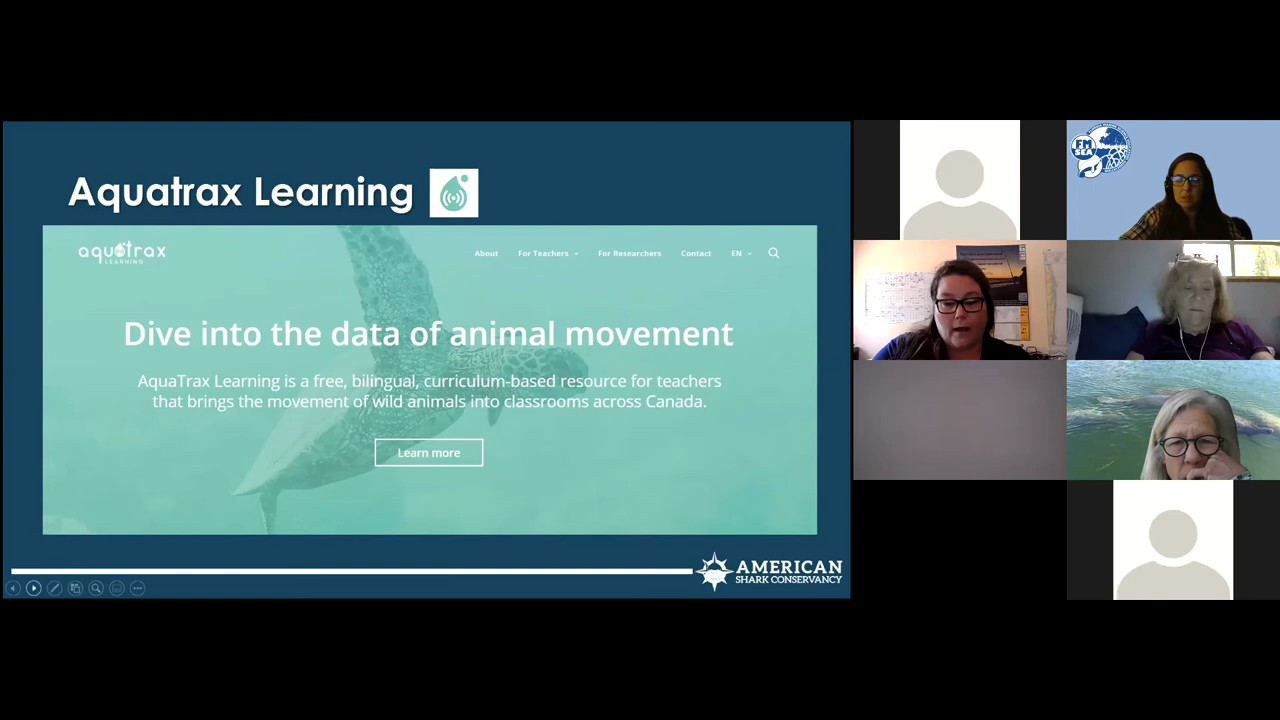 Aquatrax Learning
aquatrax
LEARNING
About For Teachers For Researchers Contact EN
Dive into the data of animal movement
AquaTrax Learning is a free, bilingual, curriculum-based resource for teachers
that brings the movement of wild animals into classrooms across Canada.
Learn more
AMERICAN
SHARK CONSERVANCY
FM
SEA